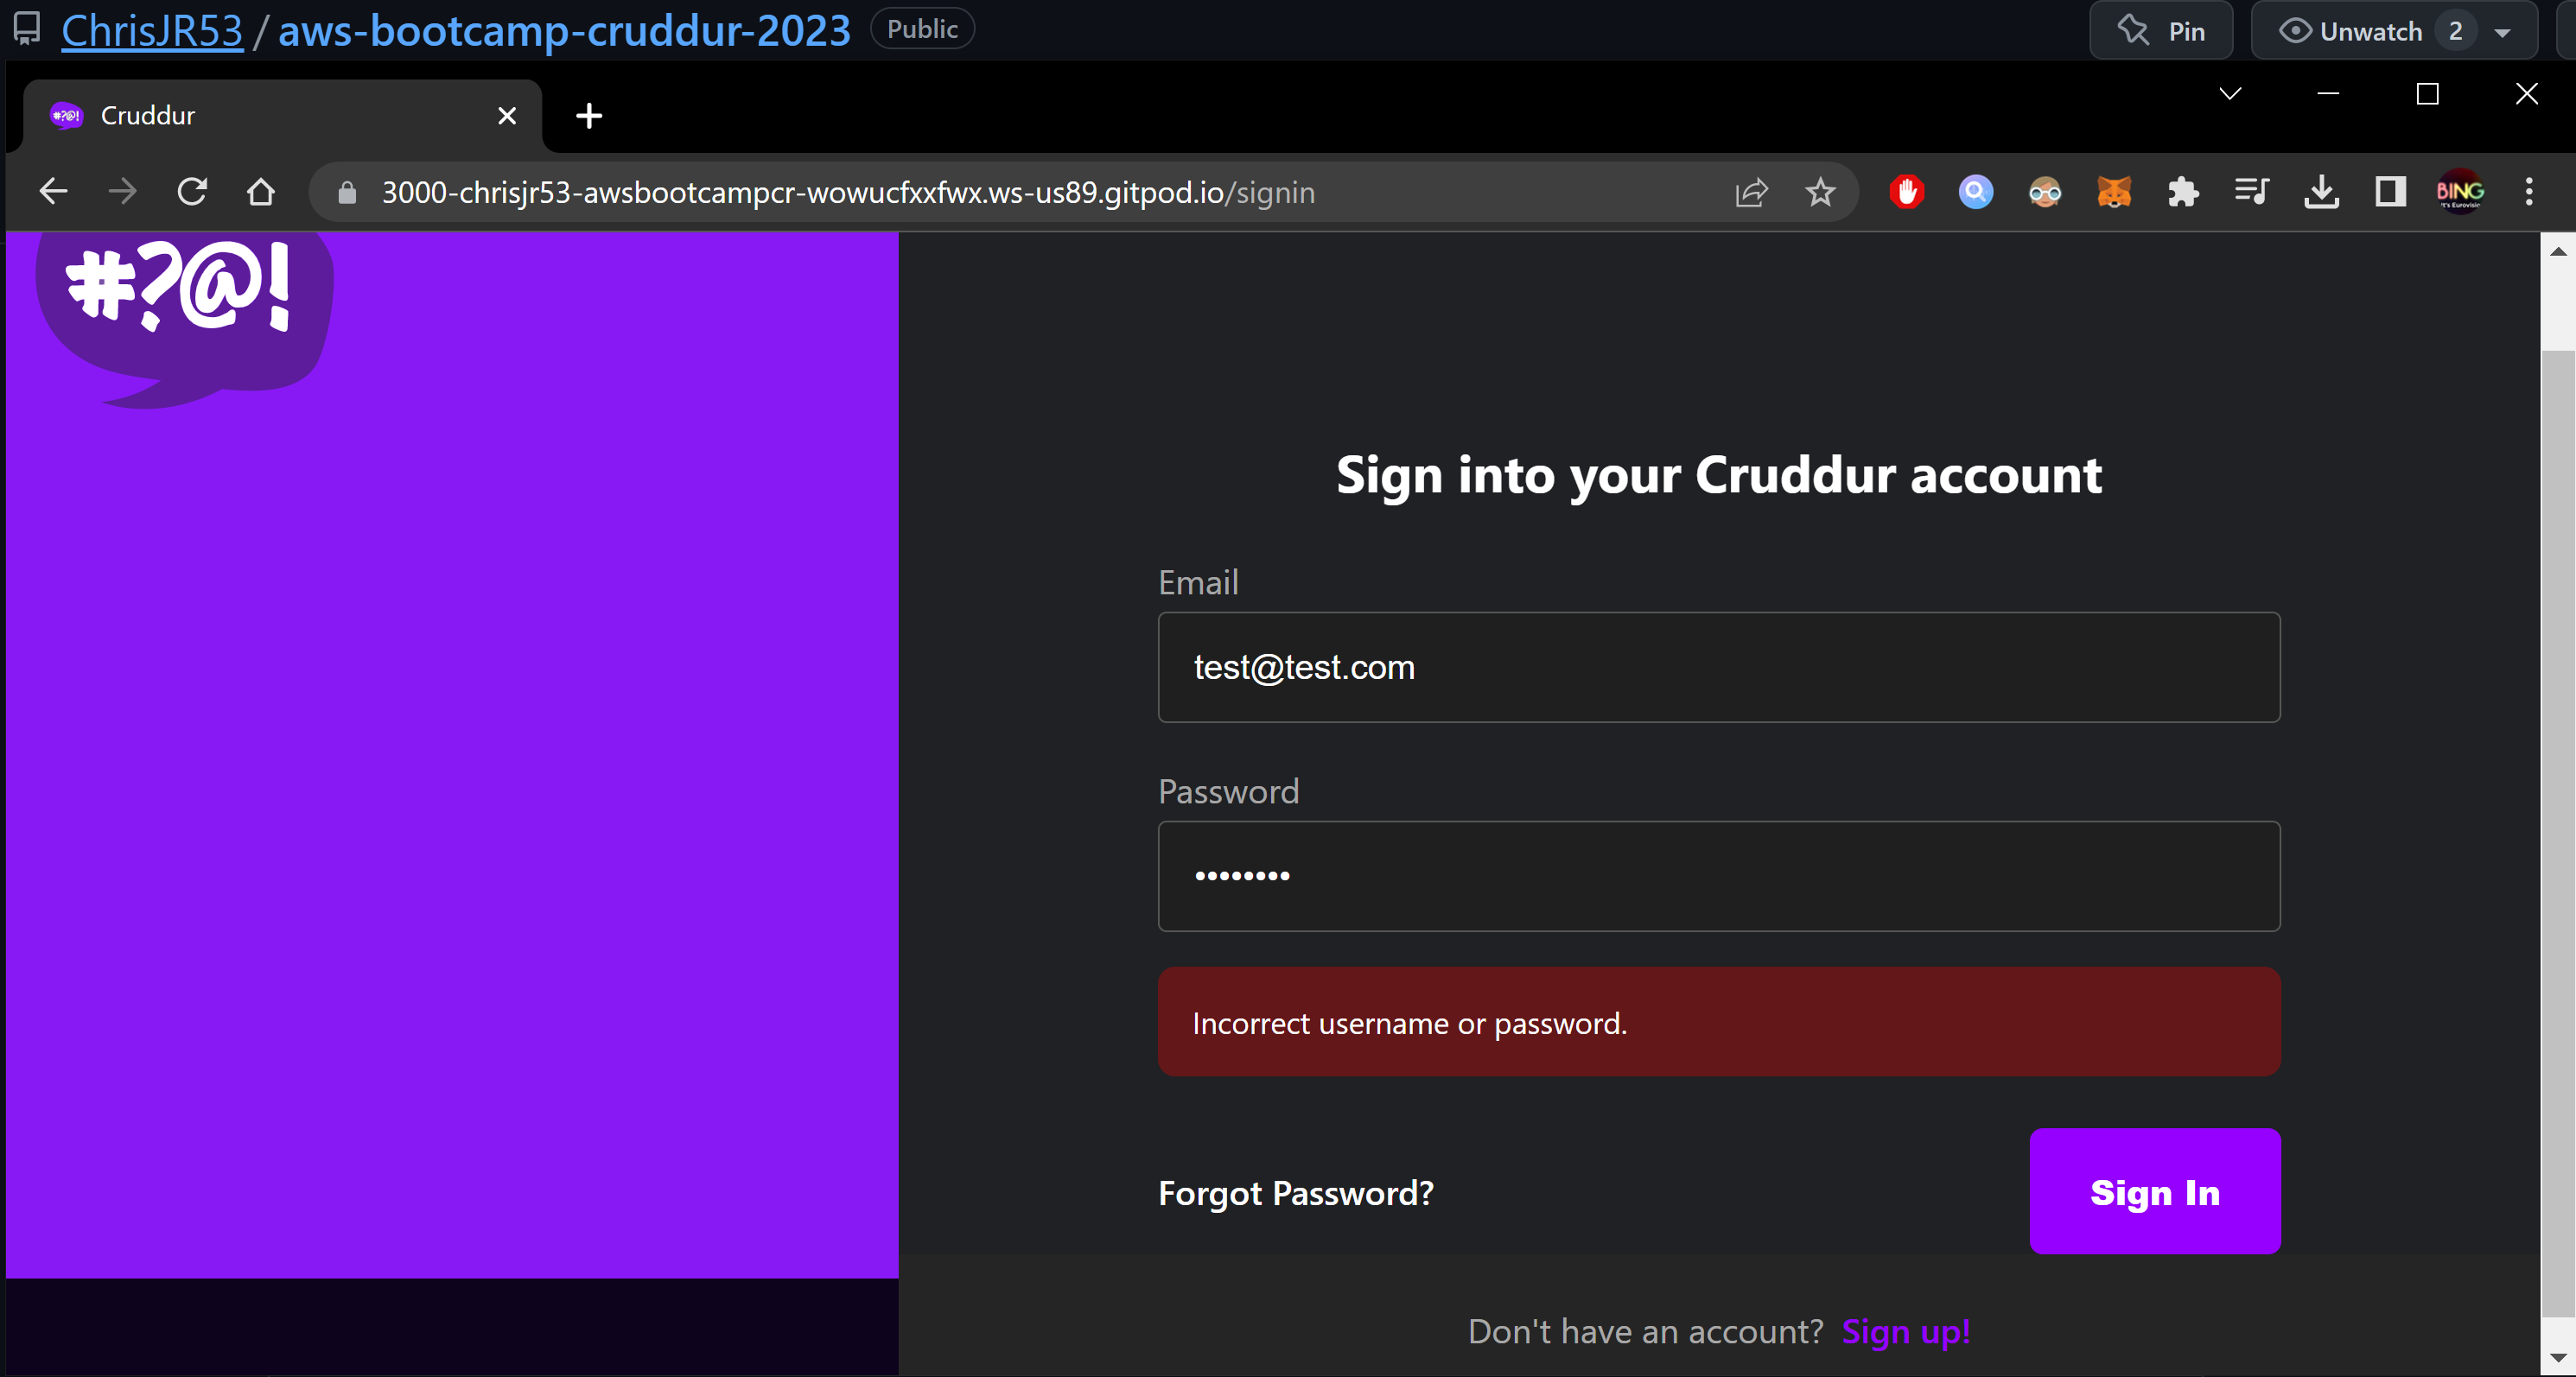 ChrisJR53 / aws-bootcamp-cruddur-2023 Public Pin Unwatch 2
#?@! Cruddur
3000-chrisjr53-awsbootcampcr-wowucfxxfwx.ws-us89.gitpod.io/signin BING
#?@!
Sign into your Cruddur account
Email
test@test.com
Password
••••••••
Incorrect username or password.
Forgot Password? Sign In
Don't have an account? Sign up!